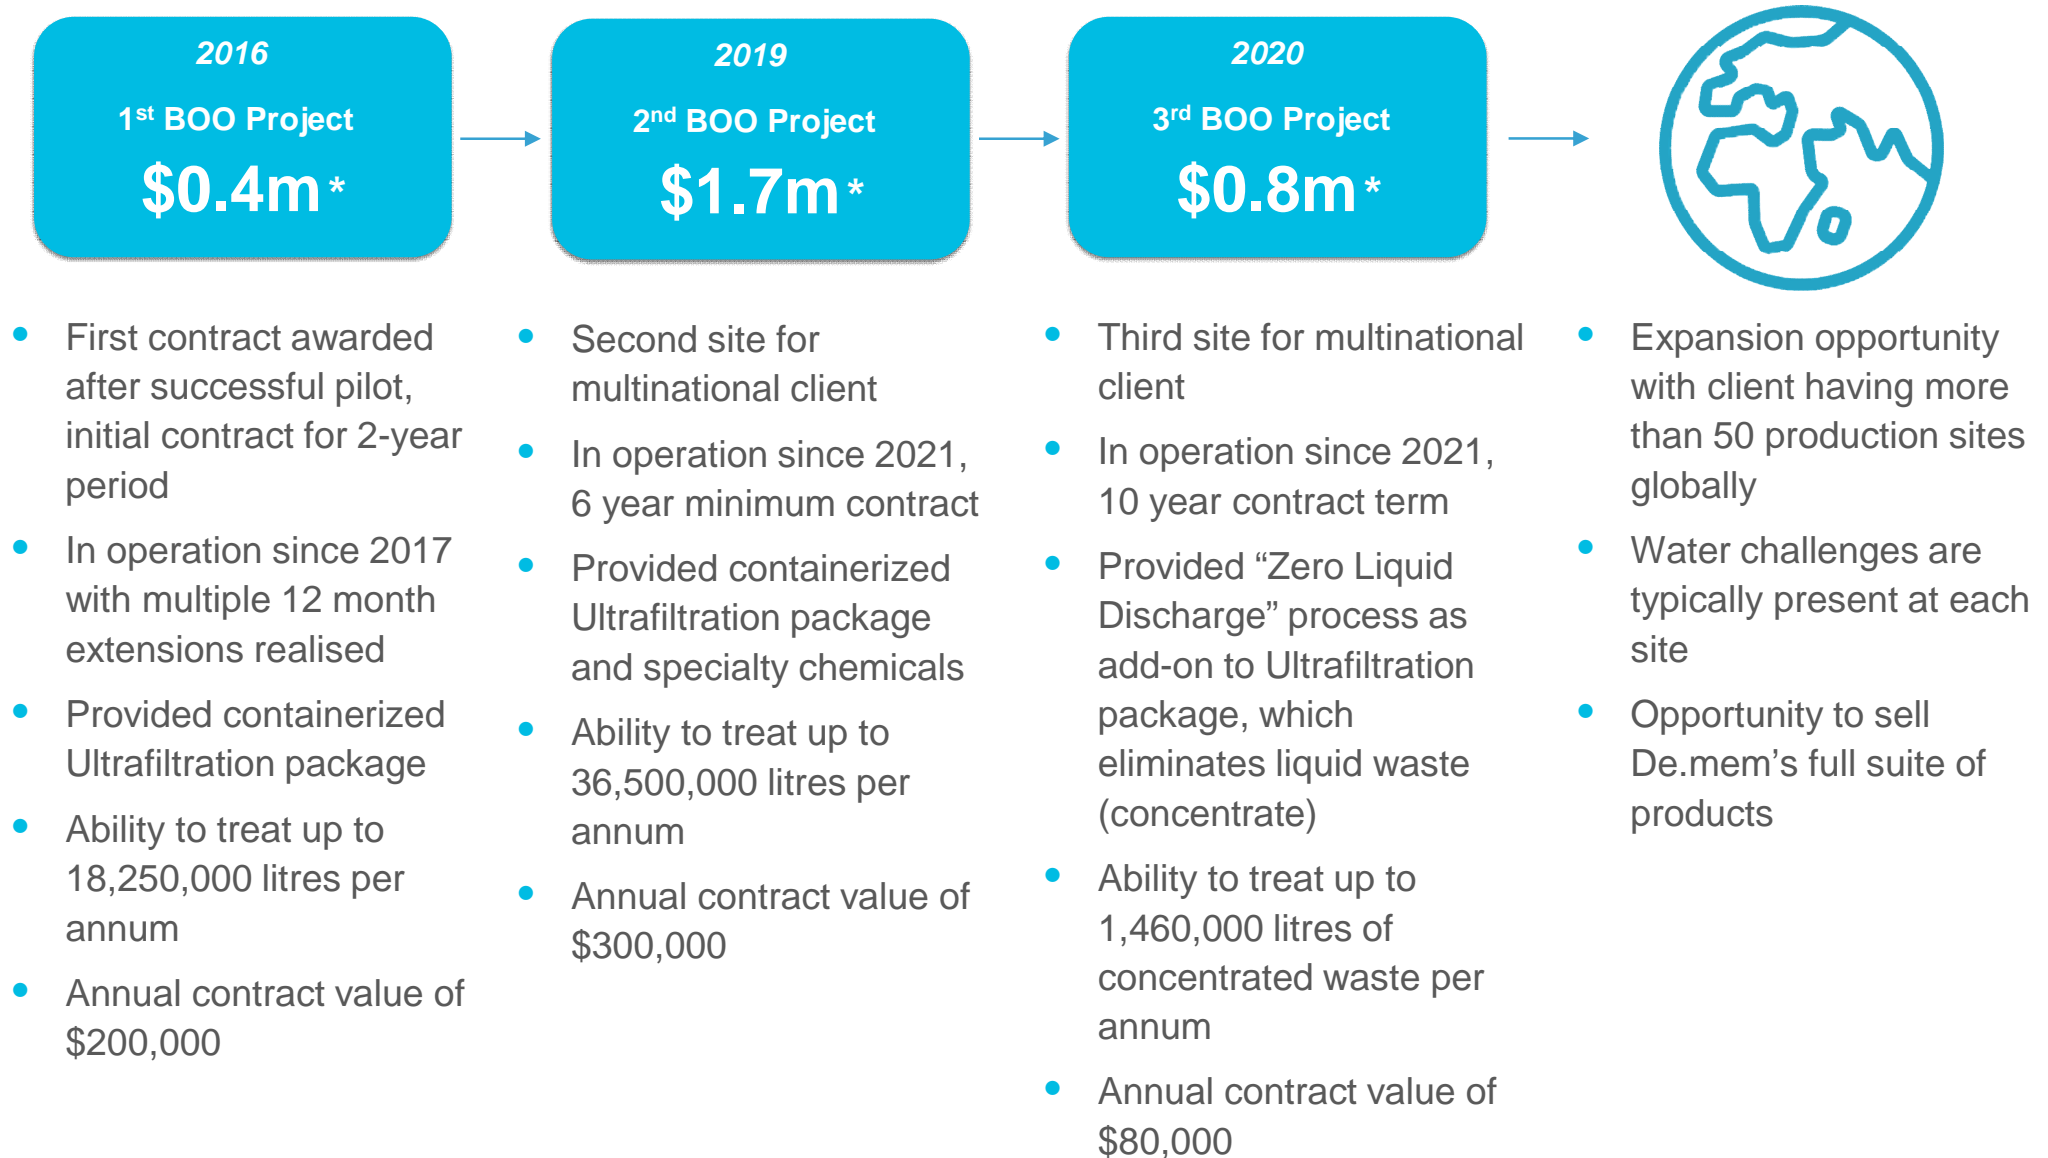 2016
1st BOO Project
$0.4m*
First contract awarded
after successful pilot,
initial contract for 2-year
period
In operation since 2017
with multiple 12 month
extensions realised
Provided containerized
Ultrafiltration package
Ability to treat up to
18,250,000 litres per
annum
Annual contract value of
$200,000
2019
2nd BOO Project
$1.7m*
Second site for
multinational client
In operation since 2021,
6 year minimum contract
Provided containerized
Ultrafiltration package
and specialty chemicals
Ability to treat up to
36,500,000 litres per
annum
Annual contract value of
$300,000
2020
3rd BOO Project
$0.8m*
Third site for multinational
client
In operation since 2021,
10 year contract term
Provided “Zero Liquid
Discharge” process as
add-on to Ultrafiltration
package, which
eliminates liquid waste
(concentrate)
Ability to treat up to
1,460,000 litres of
concentrated waste per
annum
Annual contract value of
$80,000
Expansion opportunity
with client having more
than 50 production sites
globally
Water challenges are
typically present at each
site
Opportunity to sell
De.mem’s full suite of
products